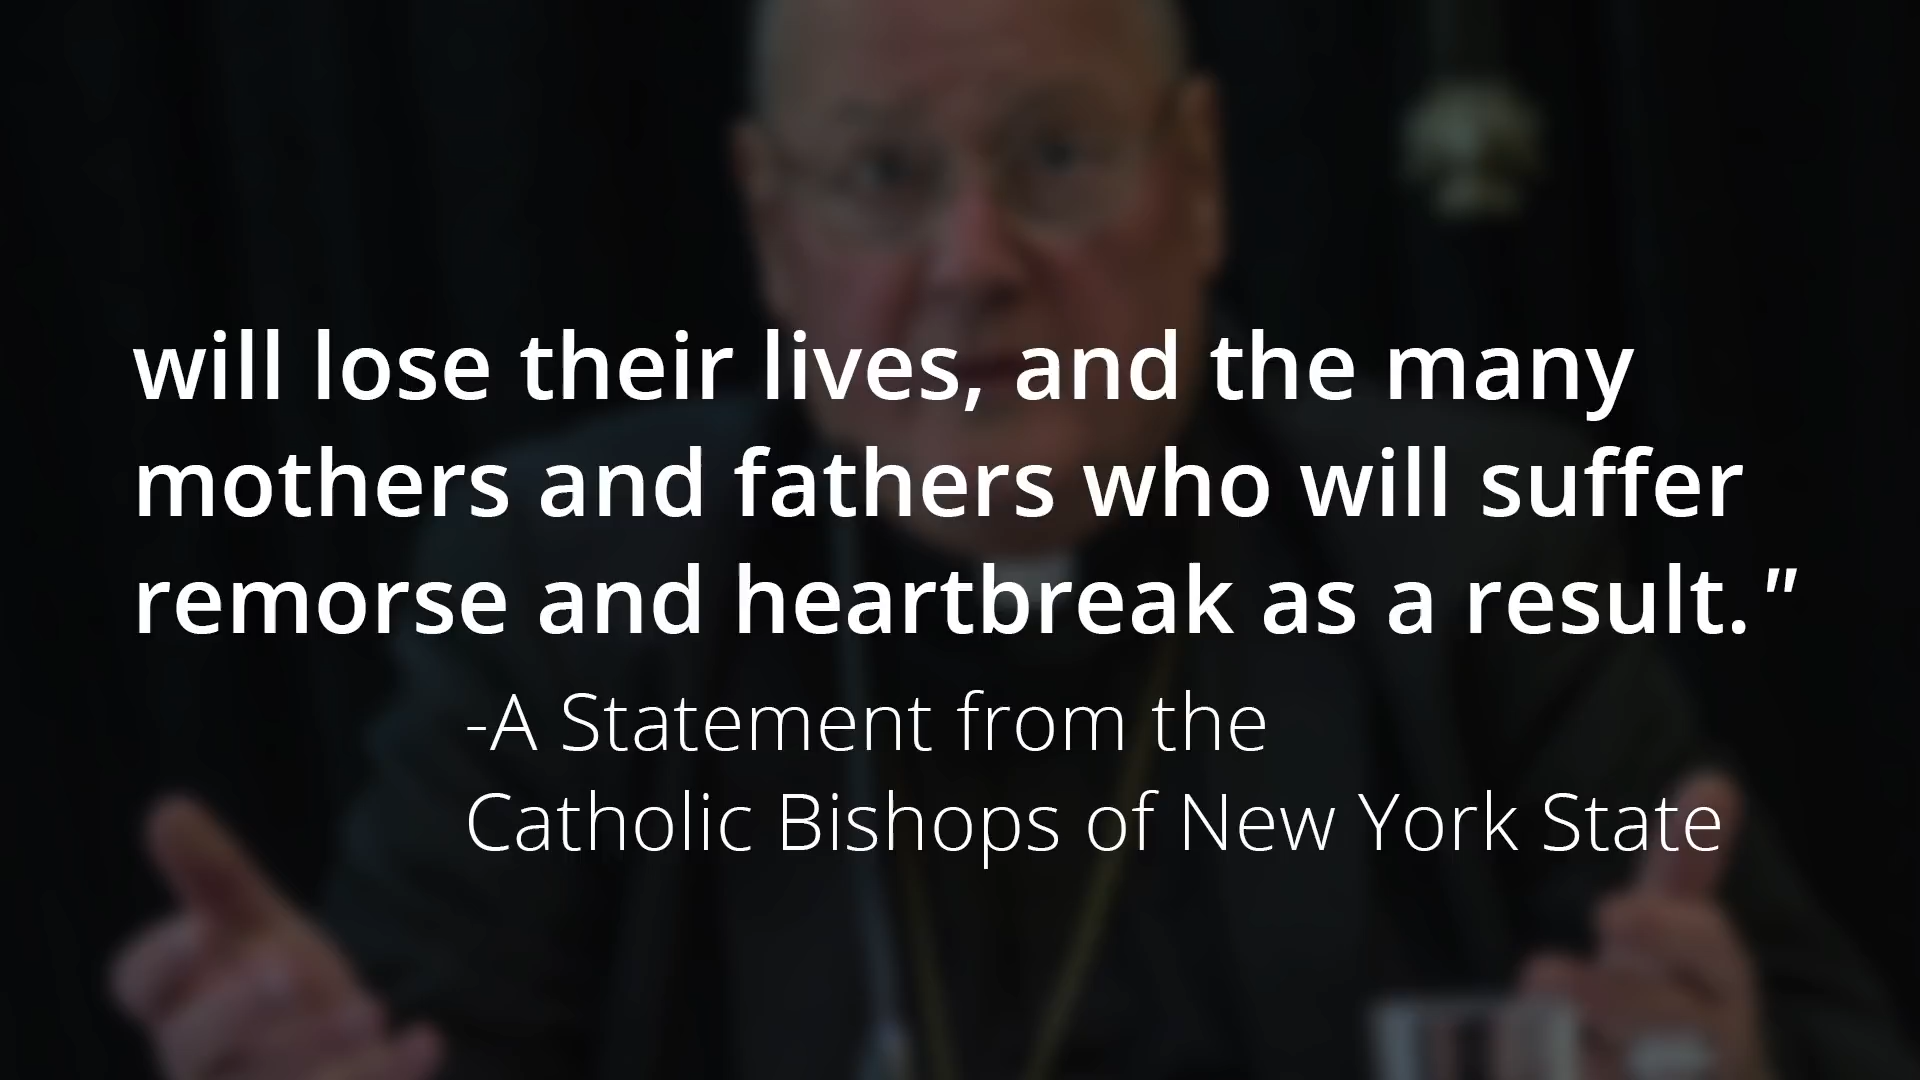 will lose their lives, and the many
mothers and fathers who will suffer
remorse and heartbreak as a result."
-A Statement from the
Catholic Bishops of New York State